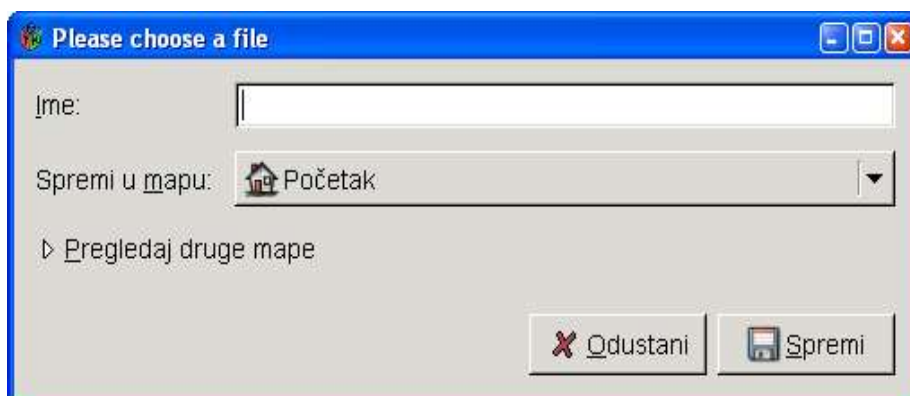 Please choose a file
Ime:
Spremi u mapu: Početak
Pregledaj druge mape
Odustani Spremi